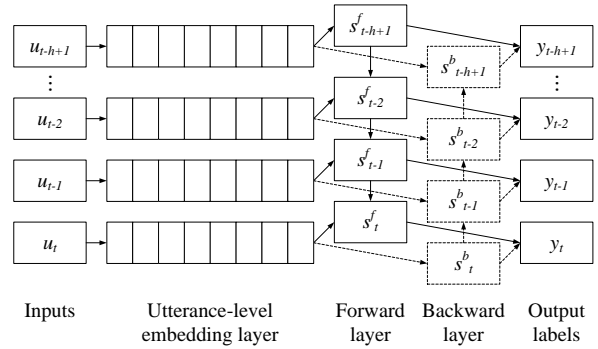 u_{t-h+1} s^f_{t-h+1} y_{t-h+1}
s^b_{t-h+1}
⋮ ⋮
u_{t-2} s^f_{t-2} y_{t-2}
s^b_{t-2}
u_{t-1} s^f_{t-1} y_{t-1}
s^b_{t-1}
u_t s^f_t y_t
s^b_t
Inputs Utterance-level Forward Backward Output
embedding layer layer layer labels